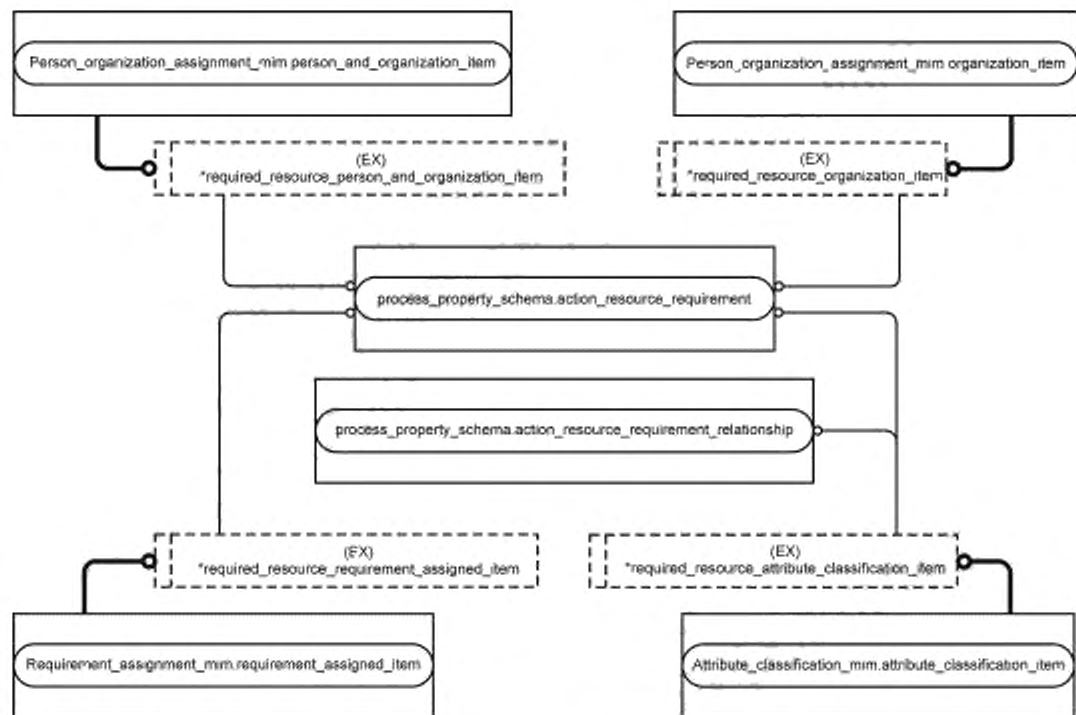 Person_organization_assignment_mim.person_and_organization_item
Person_organization_assignment_mim.organization_item
(EX)
*required_resource_person_and_organization_item
(EX)
*required_resource_organization_item
process_property_schema.action_resource_requirement
process_property_schema.action_resource_requirement_relationship
(EX)
*required_resource_requirement_assigned_item
(EX)
*required_resource_attribute_classification_item
Requirement_assignment_mim.requirement_assigned_item
Attribute_classification_mim.attribute_classification_item